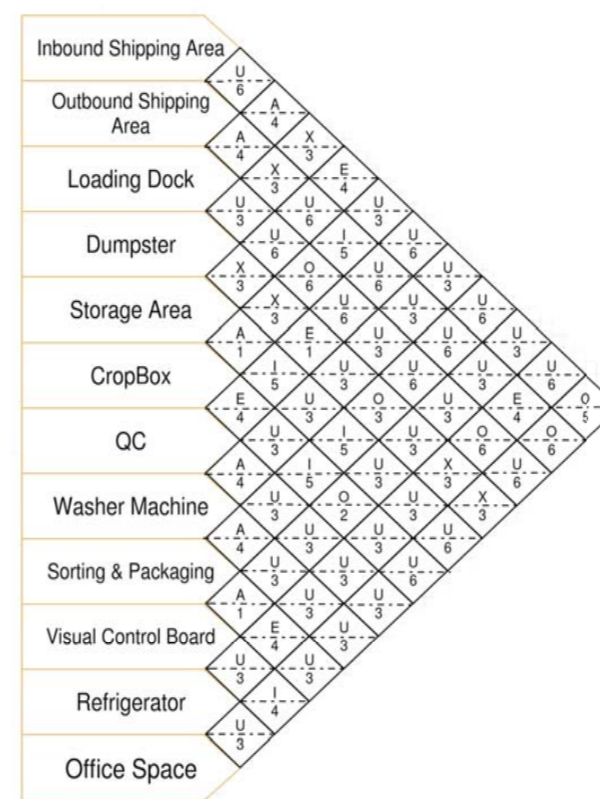 Inbound Shipping Area
U
6
Outbound Shipping
Area
A
4
A X
4 3
Loading Dock
X E
3 4
U U U
3 6 3
Dumpster
U I U
6 5 6
X O U U
3 6 6 3
Storage Area
X U U U
3 6 3 6
A E U U U
1 1 3 6 3
CropBox
I U U U U
5 3 6 3 6
E U O U E 0
4 3 3 3 4 5
QC
U I U O O
3 5 3 6 6
A I U X U
4 5 3 3 6
Washer Machine
U O U X
3 2 3 3
A U U U
4 3 3 6
Sorting & Packaging
U U U
3 3 6
A U U
1 3 3
Visual Control Board
E U
4 3
U U
3 3
Refrigerator
I
4
U
3
Office Space